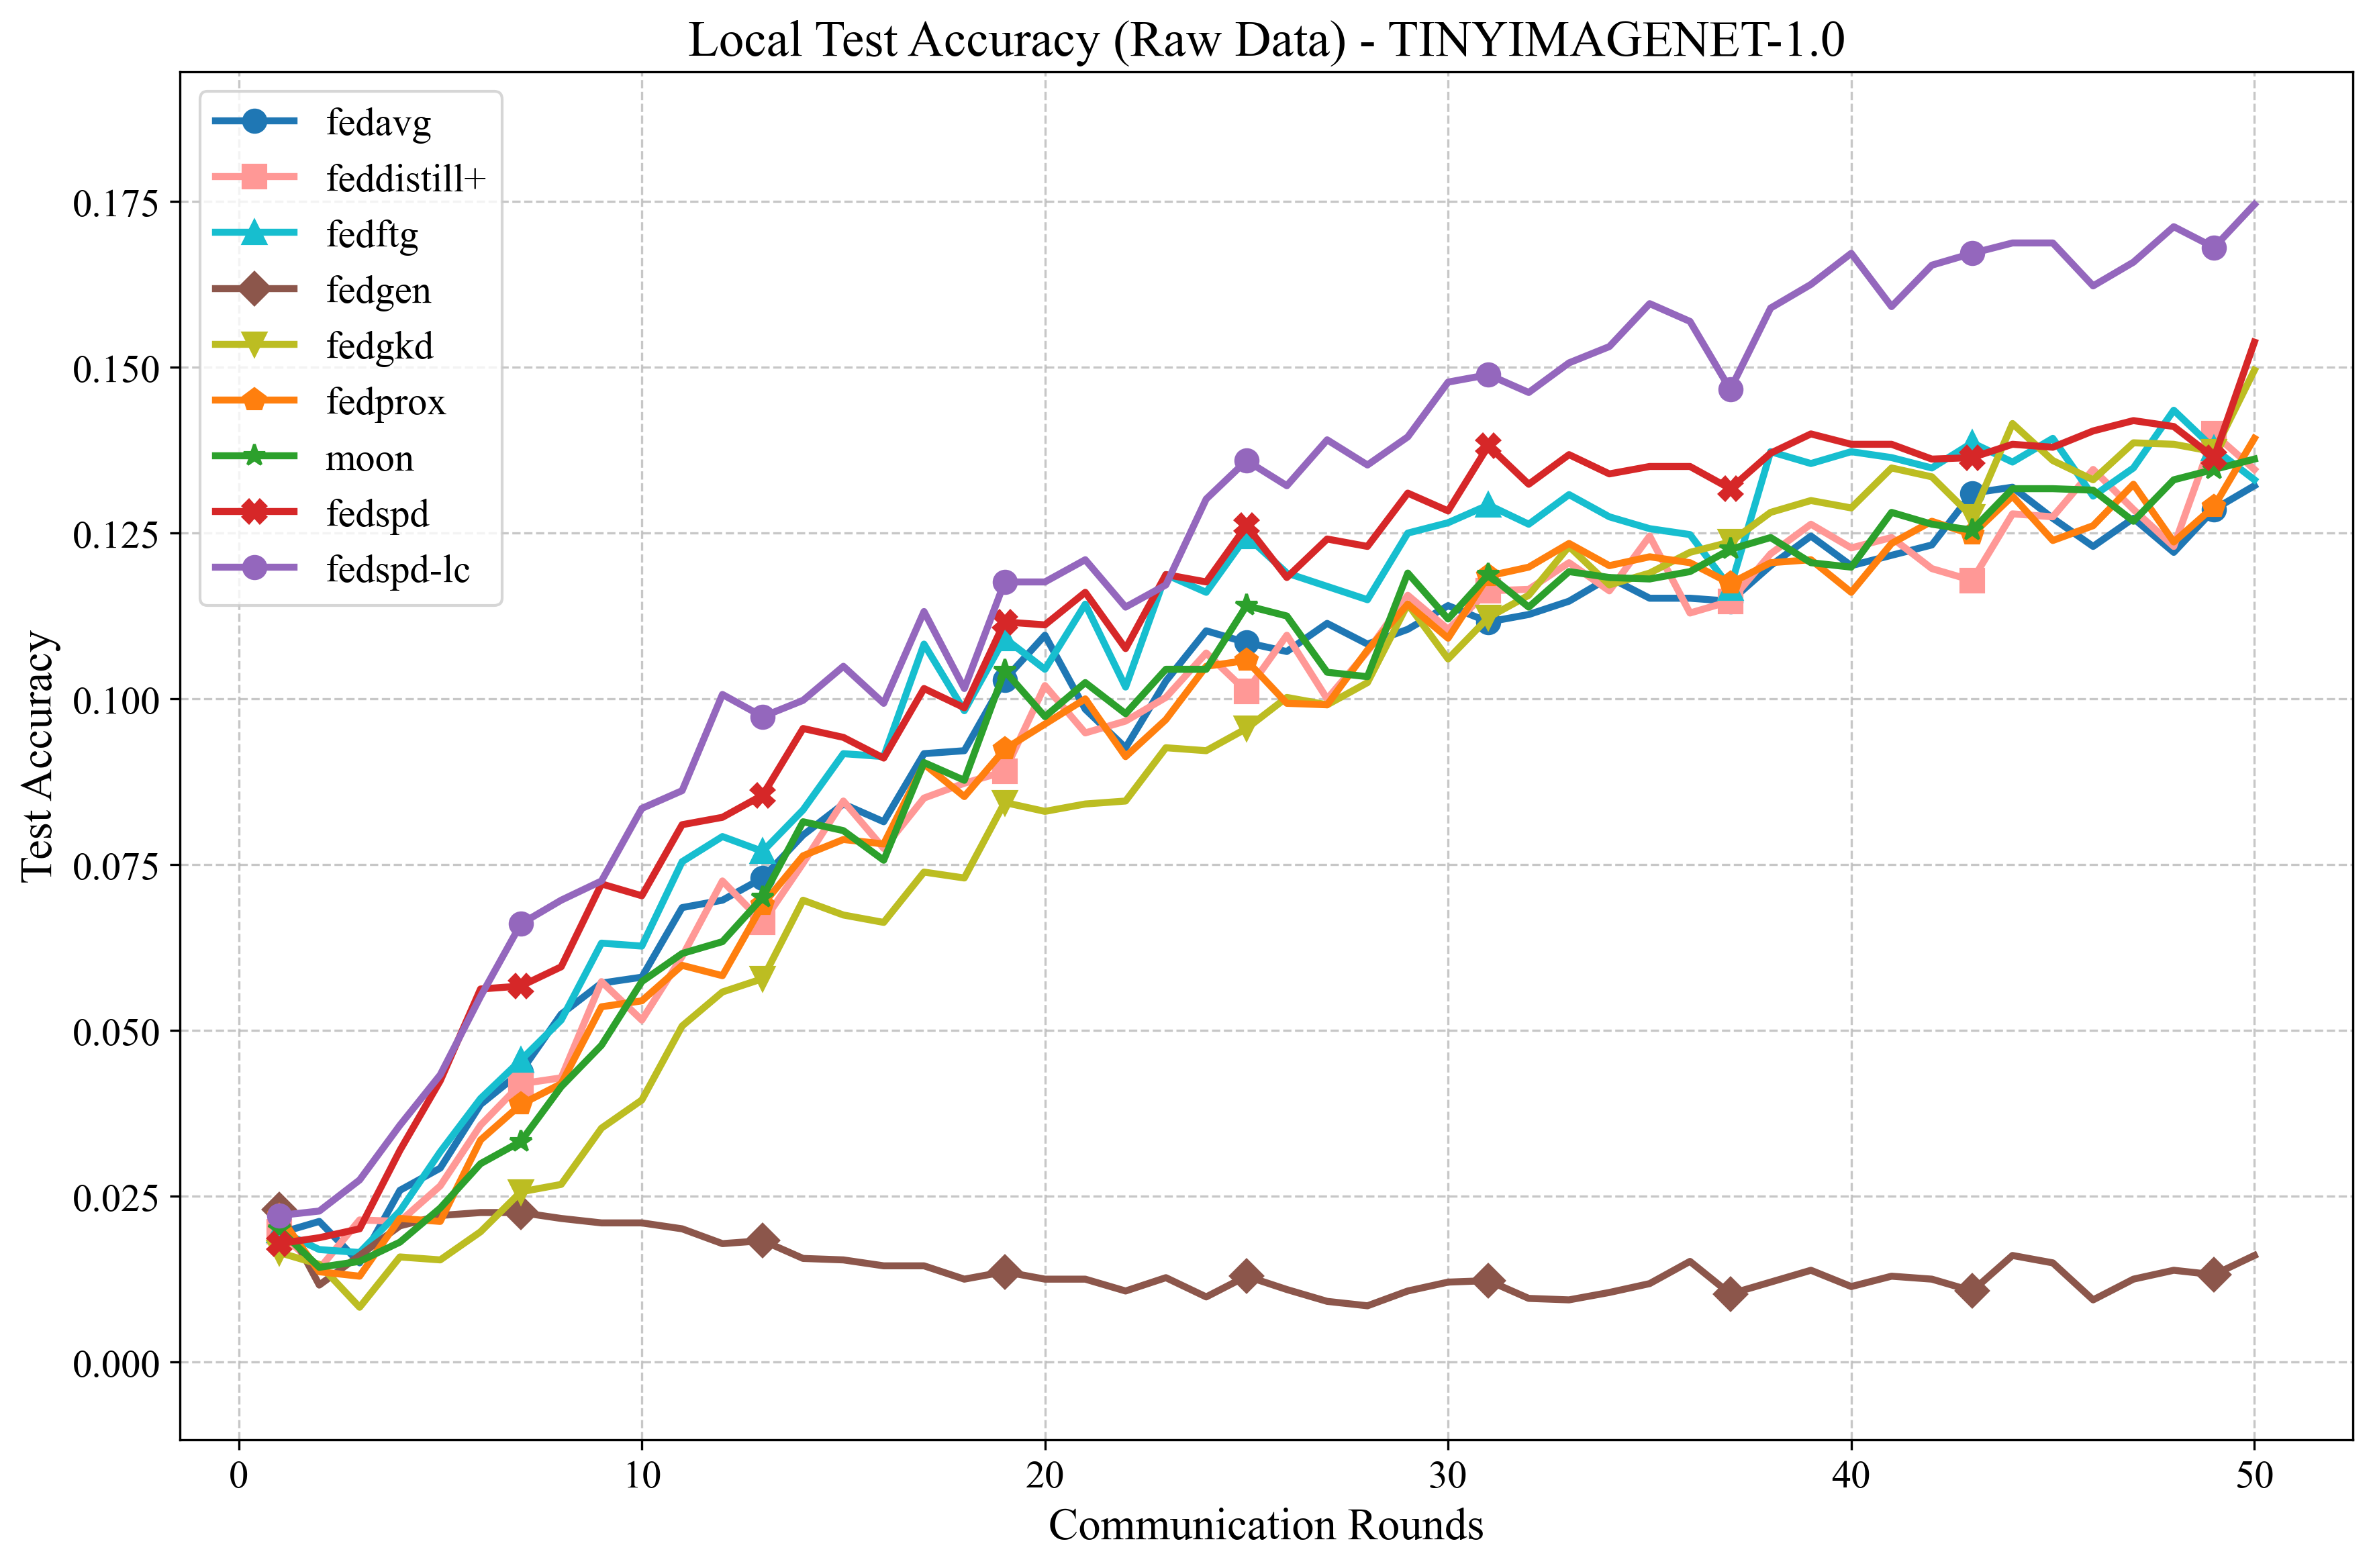 Local Test Accuracy (Raw Data) - TINYIMAGENET-1.0
fedavg
feddistill+
fedftg
fedgen
fedgkd
fedprox
moon
fedspd
fedspd-lc
0.175
0.150
0.125
0.100
0.075
0.050
0.025
0.000
Test Accuracy
0 10 20 30 40 50
Communication Rounds